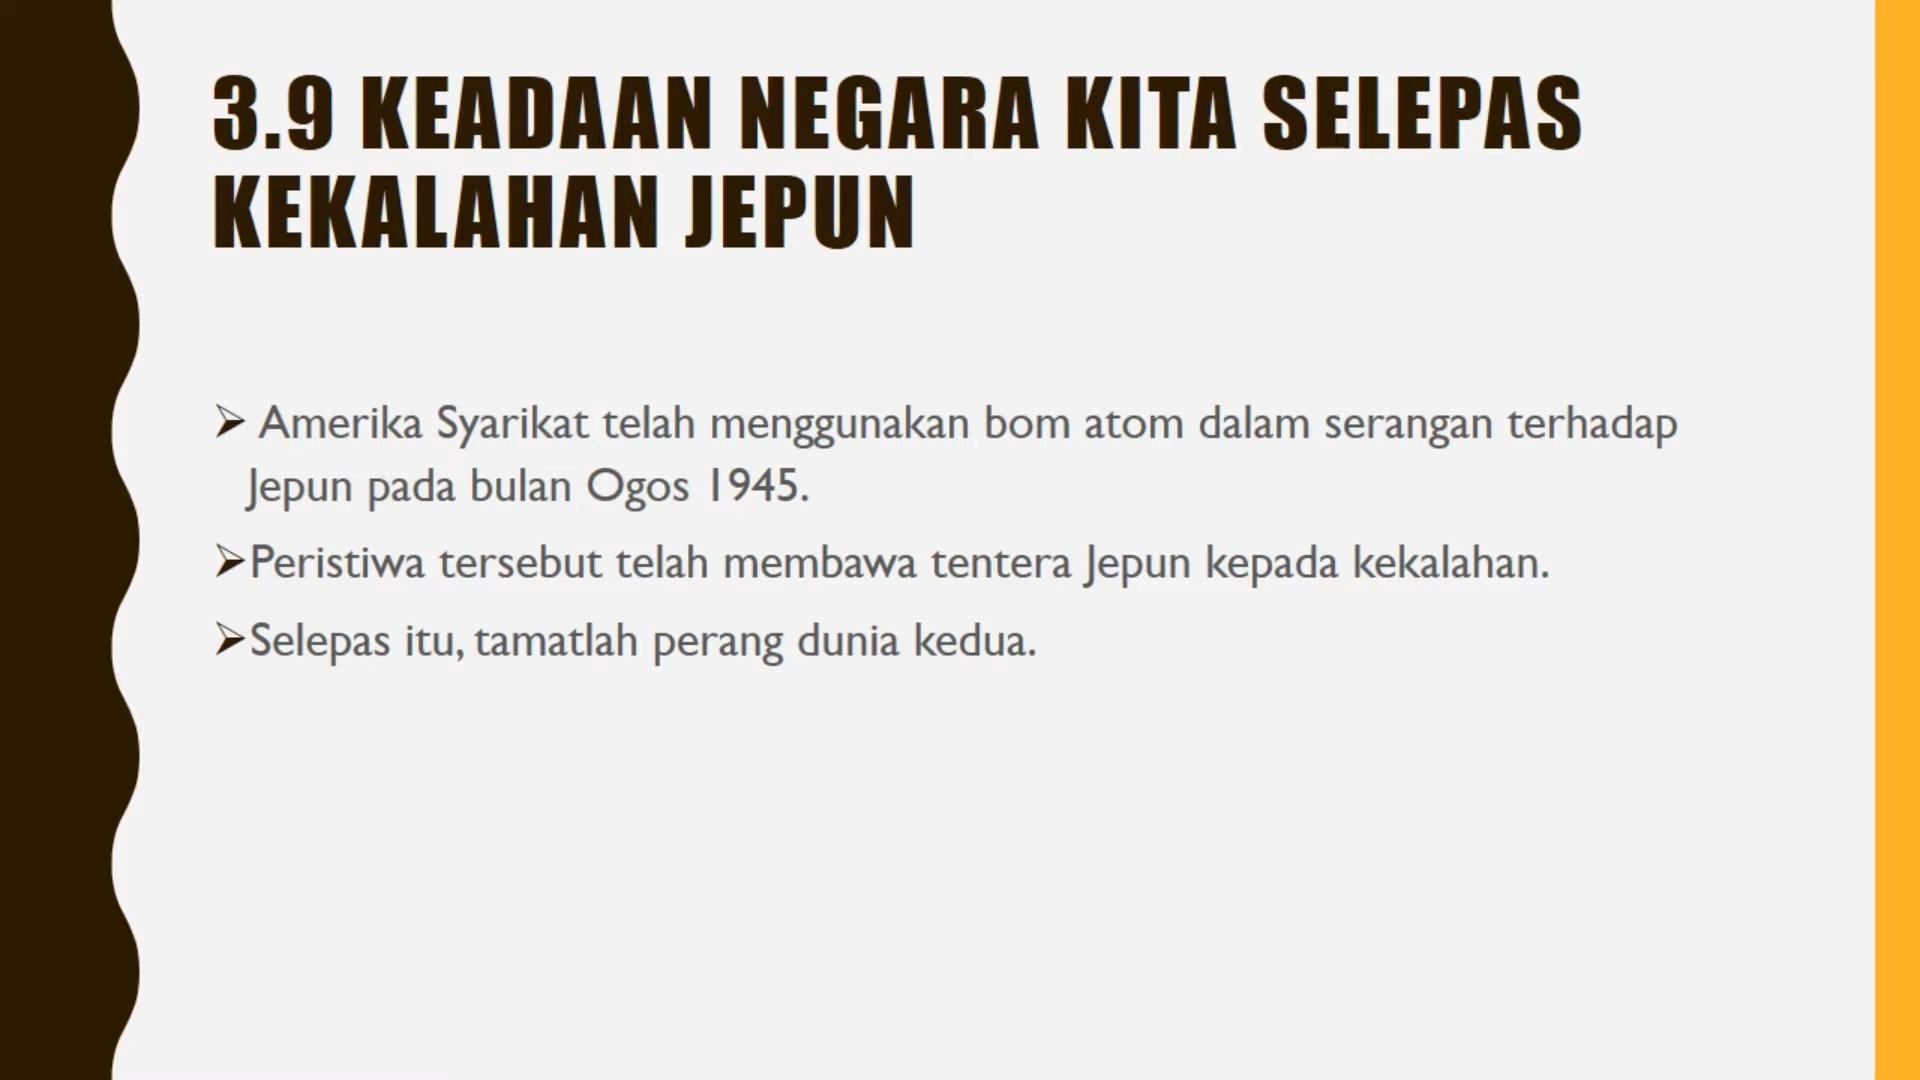 3.9 KEADAAN NEGARA KITA SELEPAS
KEKALAHAN JEPUN
➢ Amerika Syarikat telah menggunakan bom atom dalam serangan terhadap
Jepun pada bulan Ogos 1945.
➢Peristiwa tersebut telah membawa tentera Jepun kepada kekalahan.
➢Selepas itu, tamatlah perang dunia kedua.